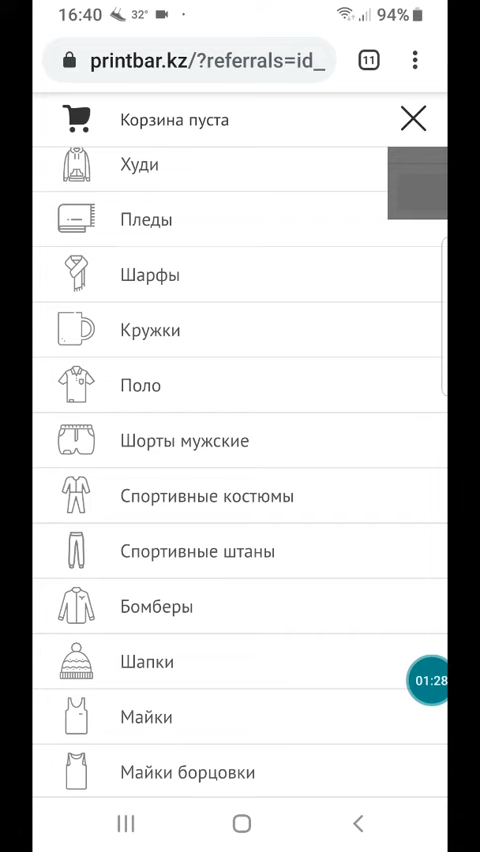 16:40 32° 94%
printbar.kz/?referrals=id_ 11
Корзина пуста
Худи
Пледы
Шарфы
Кружки
Поло
Шорты мужские
Спортивные костюмы
Спортивные штаны
Бомберы
Шапки
01:28
Майки
Майки борцовки